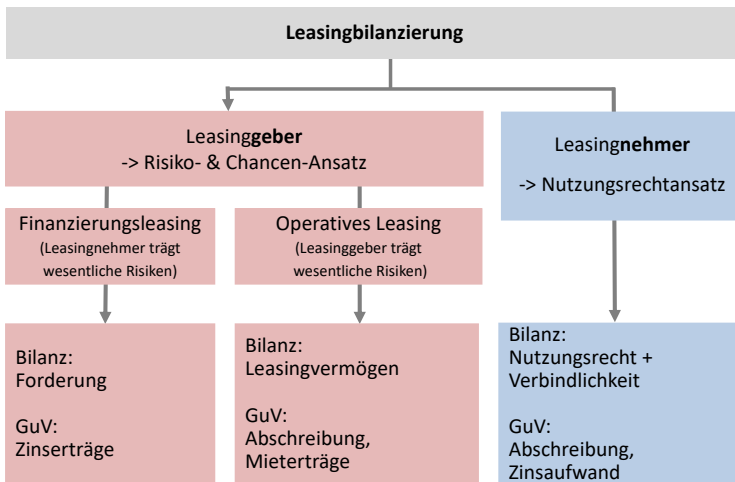 Leasingbilanzierung
Leasinggeber
-> Risiko- & Chancen-Ansatz
Leasingnehmer
-> Nutzungsrechtansatz
Finanzierungsleasing
(Leasingnehmer trägt
wesentliche Risiken)
Operatives Leasing
(Leasinggeber trägt
wesentliche Risiken)
Bilanz:
Forderung
GuV:
Zinserträge
Bilanz:
Leasingvermögen
GuV:
Abschreibung,
Mieterträge
Bilanz:
Nutzungsrecht +
Verbindlichkeit
GuV:
Abschreibung,
Zinsaufwand